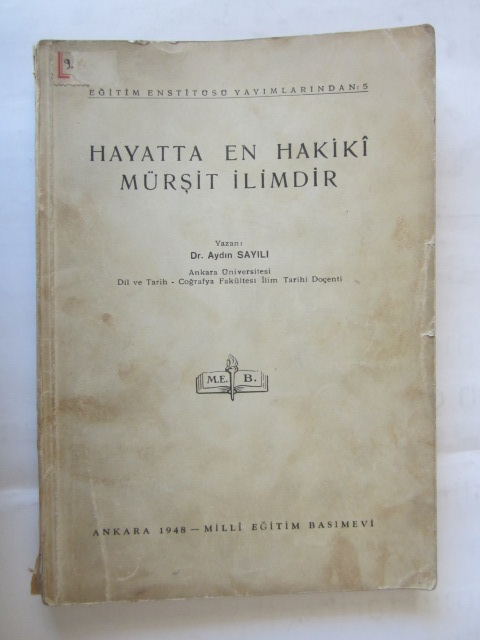 9.
EĞİTİM ENSTİTÜSÜ YAYIMLARINDAN: 5
HAYATTA EN HAKİKÎ
MÜRŞİT İLİMDİR
Yazan:
Dr. Aydın SAYILI
Ankara Üniversitesi
Dil ve Tarih - Coğrafya Fakültesi İlim Tarihi Doçenti
M.E. B.
ANKARA 1948 — MİLLÎ EĞİTİM BASIMEVİ